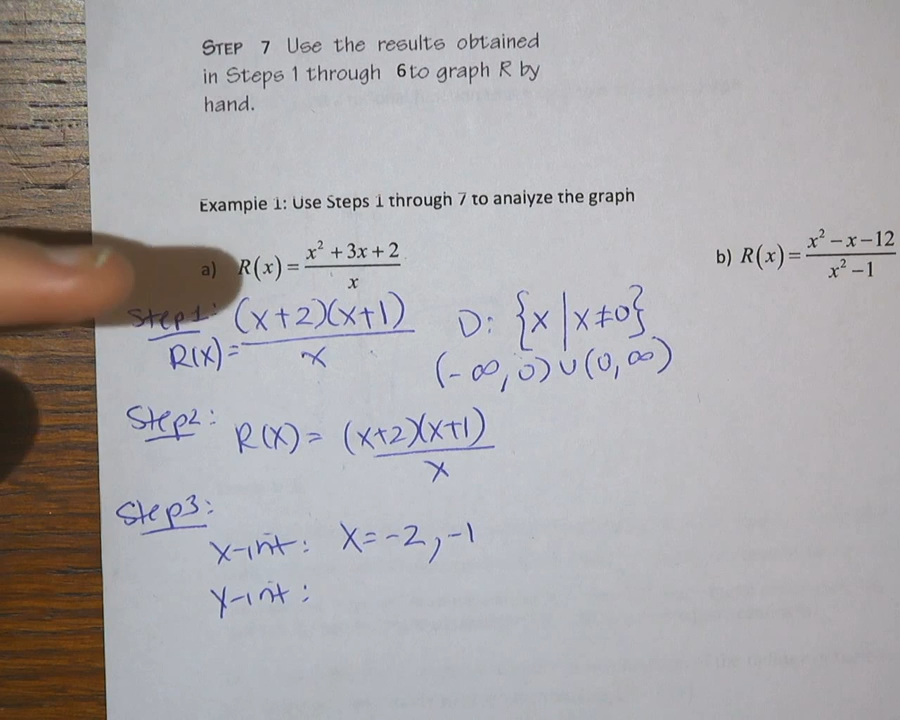 STEP 7 Use the results obtained
in Steps 1 through 6 to graph R by
hand.
Example 1: Use Steps 1 through 7 to analyze the graph
a) R(x) = (x² + 3x + 2) / x
b) R(x) = (x² − x − 12) / (x² − 1)
Step 1: R(x) = (x+2)(x+1) / x
D: {x | x≠0}
(-∞, 0) ∪ (0, ∞)
Step 2: R(x) = (x+2)(x+1) / x
Step 3:
x-int: x = -2, -1
y-int: